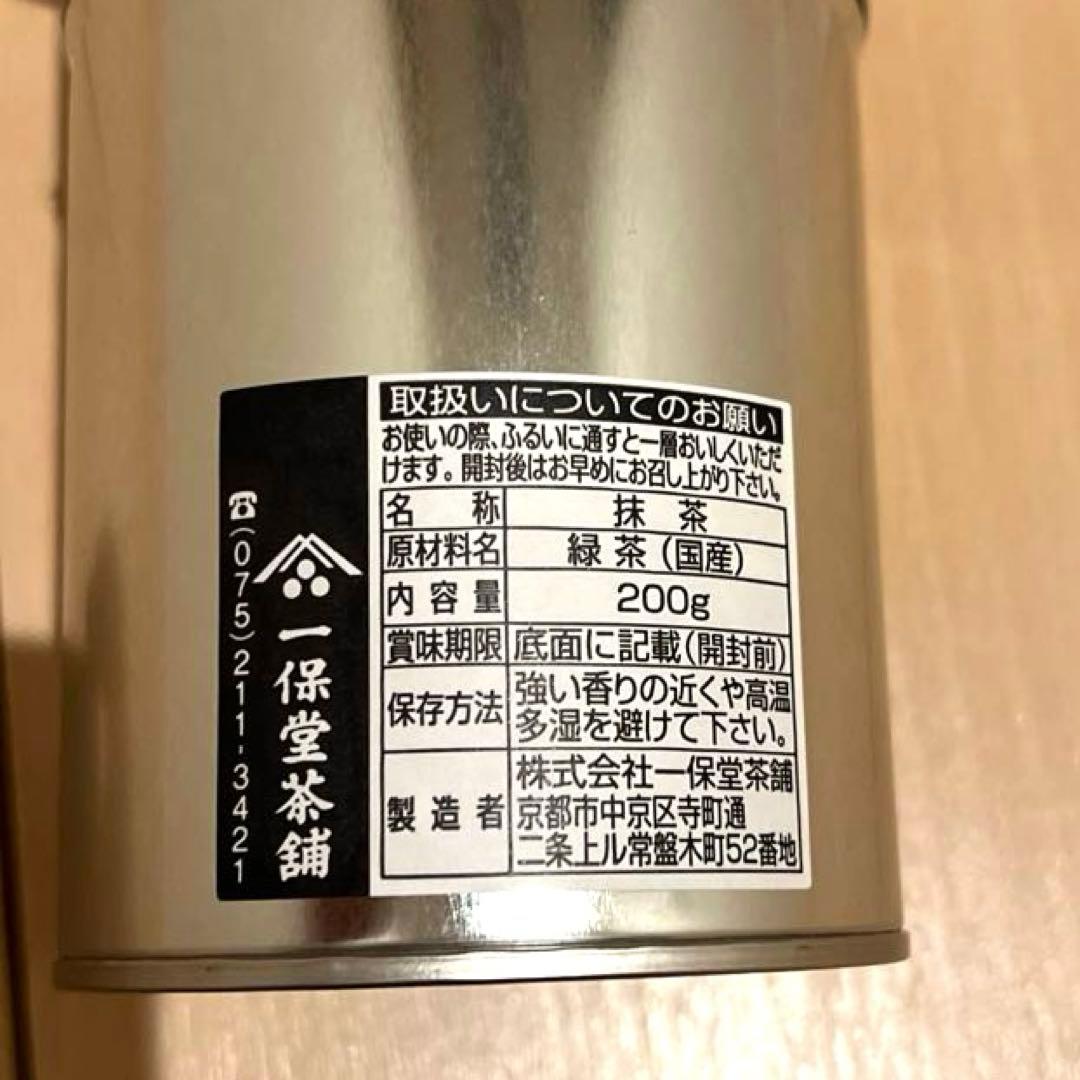 取扱いについてのお願い
お使いの際、ふるいに通すと一層おいしくいただ
けます。開封後はお早めにお召し上がり下さい。
名称 抹茶
原材料名 緑茶(国産)
内容量 200g
賞味期限 底面に記載(開封前)
保存方法 強い香りの近くや高温
多湿を避けて下さい。
製造者 株式会社一保堂茶舗
京都市中京区寺町通
二条上ル常盤木町52番地
一保堂茶舗
☎(075)211-3421